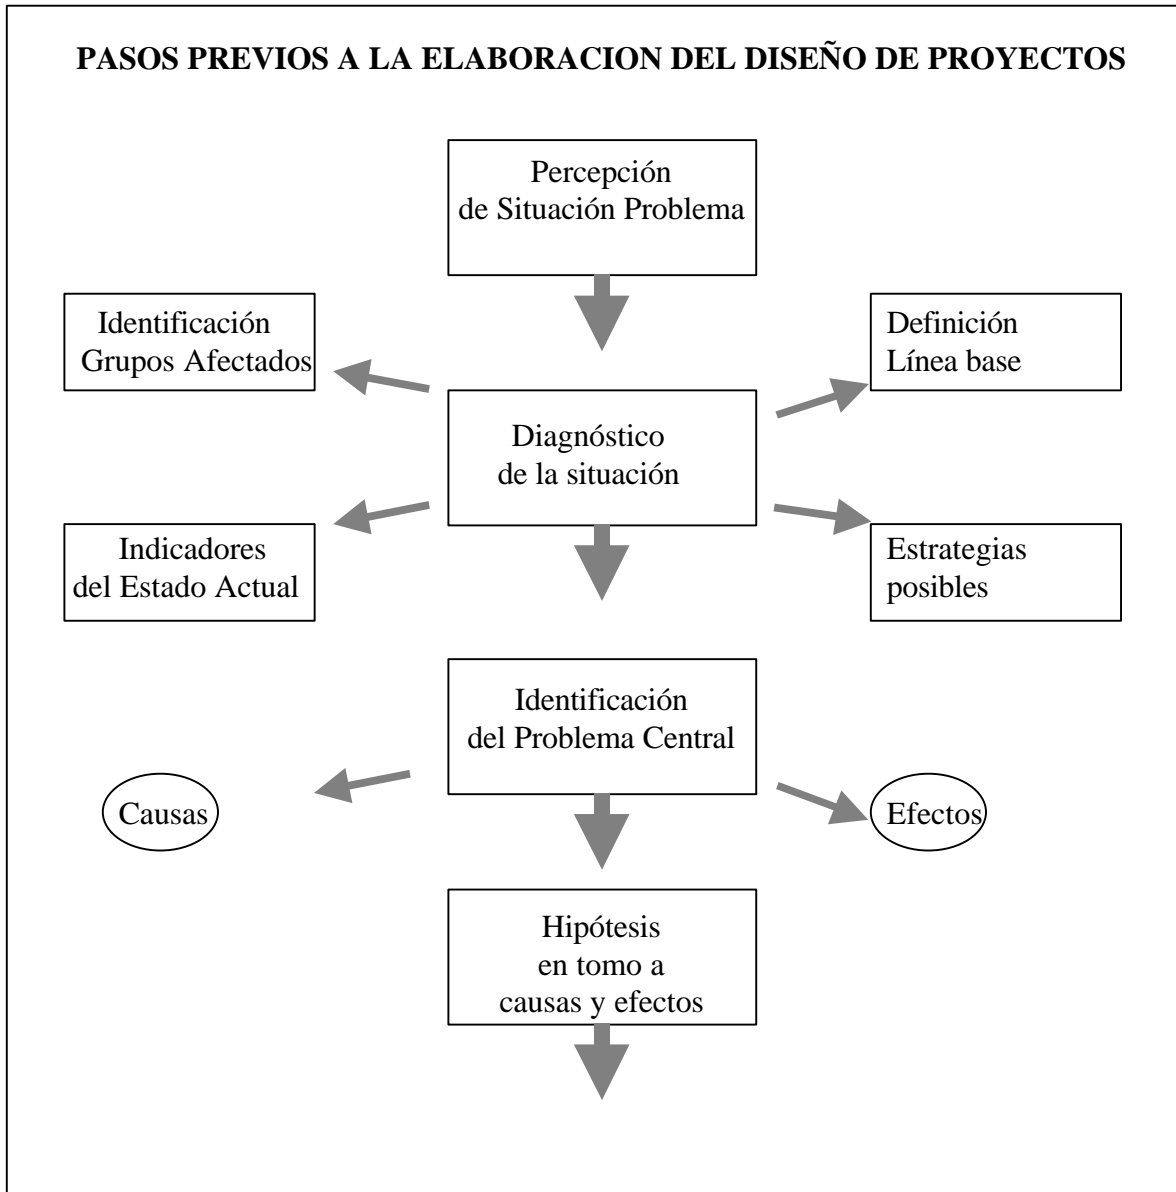 PASOS PREVIOS A LA ELABORACION DEL DISEÑO DE PROYECTOS
Percepción
de Situación Problema
Identificación
Grupos Afectados
Definición
Línea base
Diagnóstico
de la situación
Indicadores
del Estado Actual
Estrategias
posibles
Identificación
del Problema Central
Causas
Efectos
Hipótesis
en tomo a
causas y efectos